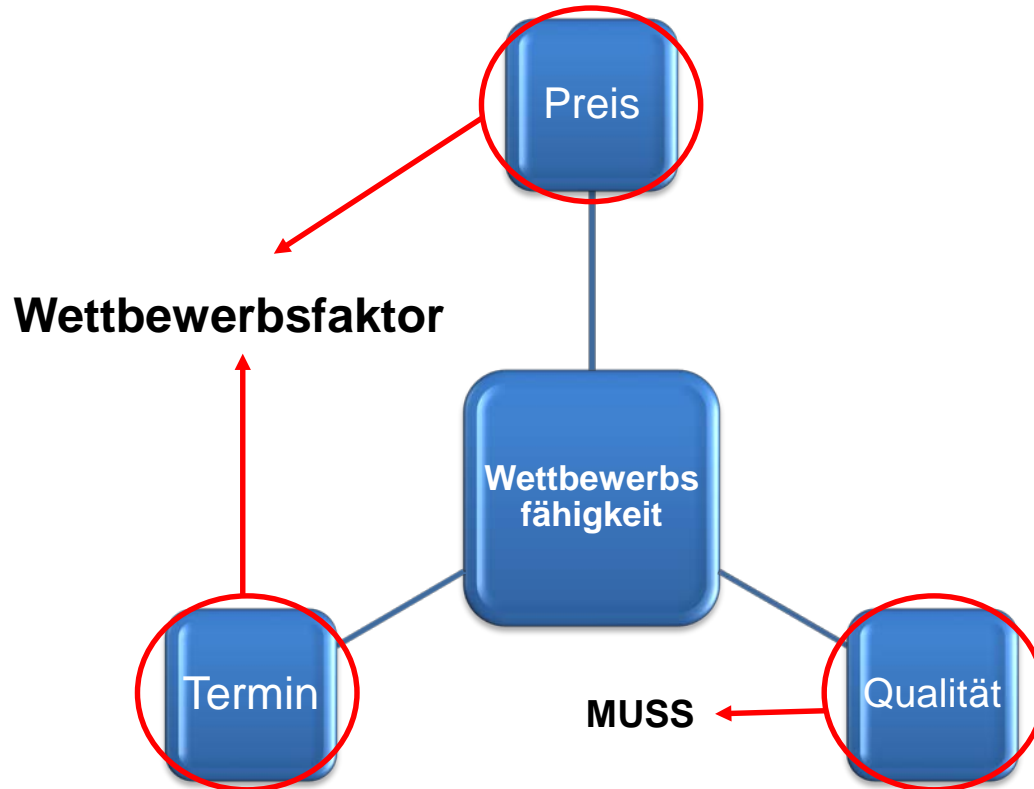 Preis
Wettbewerbsfaktor
Wettbewerbs
fähigkeit
Termin
MUSS
Qualität